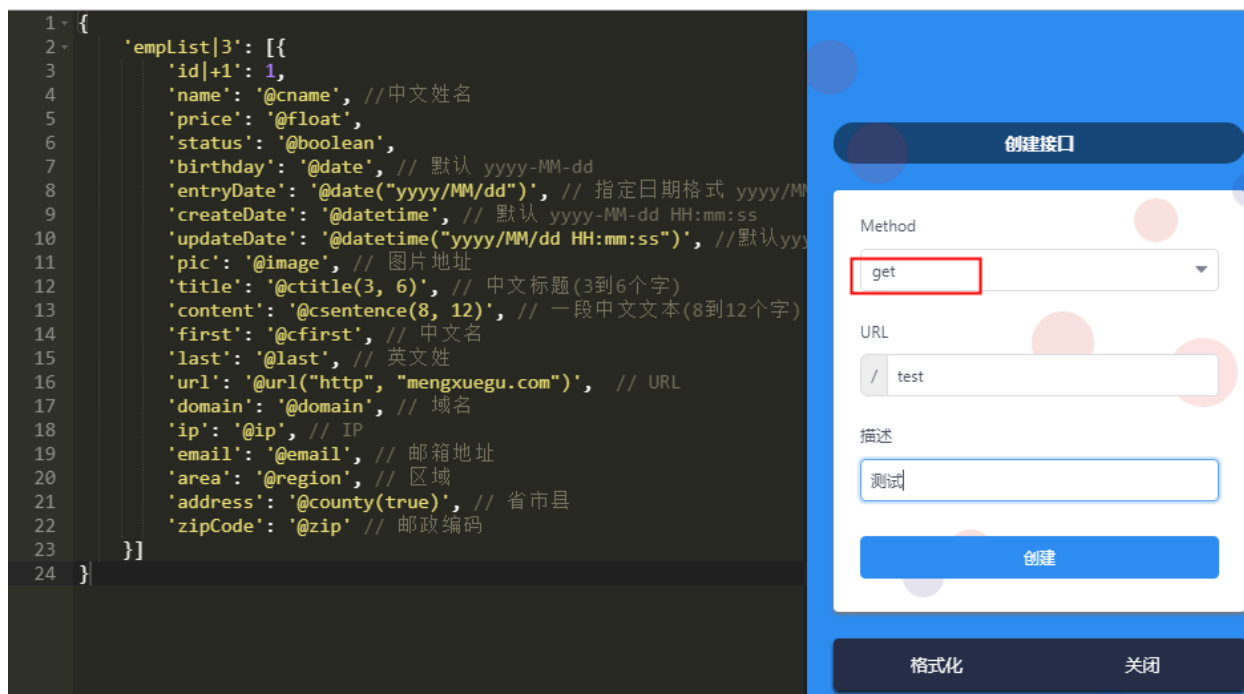 1 {
2 'empList|3': [{
3 'id|+1': 1,
4 'name': '@cname', //中文姓名
5 'price': '@float',
6 'status': '@boolean',
7 'birthday': '@date', // 默认 yyyy-MM-dd
8 'entryDate': '@date("yyyy/MM/dd")', // 指定日期格式 yyyy/MM
9 'createDate': '@datetime', // 默认 yyyy-MM-dd HH:mm:ss
10 'updateDate': '@datetime("yyyy/MM/dd HH:mm:ss")', //默认yyy
11 'pic': '@image', // 图片地址
12 'title': '@ctitle(3, 6)', // 中文标题(3到6个字)
13 'content': '@csentence(8, 12)', // 一段中文文本(8到12个字)
14 'first': '@cfirst', // 中文名
15 'last': '@last', // 英文姓
16 'url': '@url("http", "mengxuegu.com")', // URL
17 'domain': '@domain', // 域名
18 'ip': '@ip', // IP
19 'email': '@email', // 邮箱地址
20 'area': '@region', // 区域
21 'address': '@county(true)', // 省市县
22 'zipCode': '@zip' // 邮政编码
23 }]
24 }
创建接口
Method
get
URL
/ test
描述
测试
创建
格式化 关闭